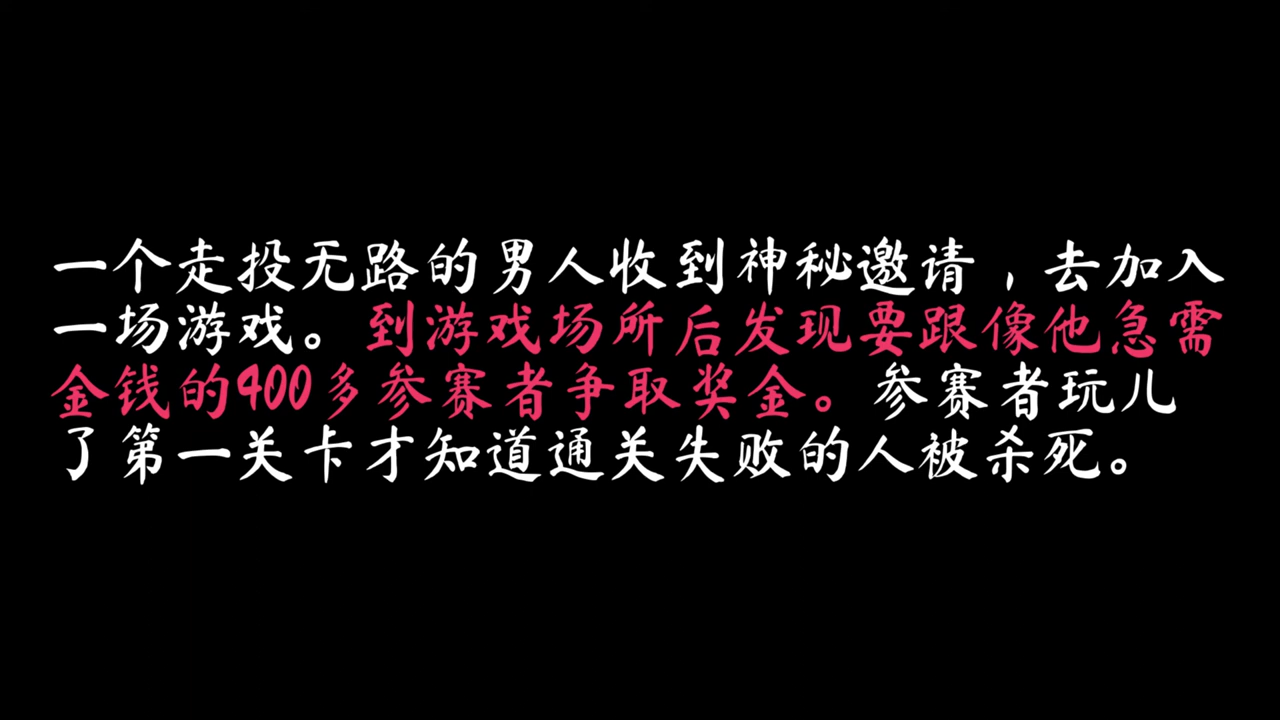 一个走投无路的男人收到神秘邀请，去加入
一场游戏。到游戏场所后发现要跟像他急需
金钱的400多参赛者争取奖金。参赛者玩儿
了第一关卡才知道通关失败的人被杀死。